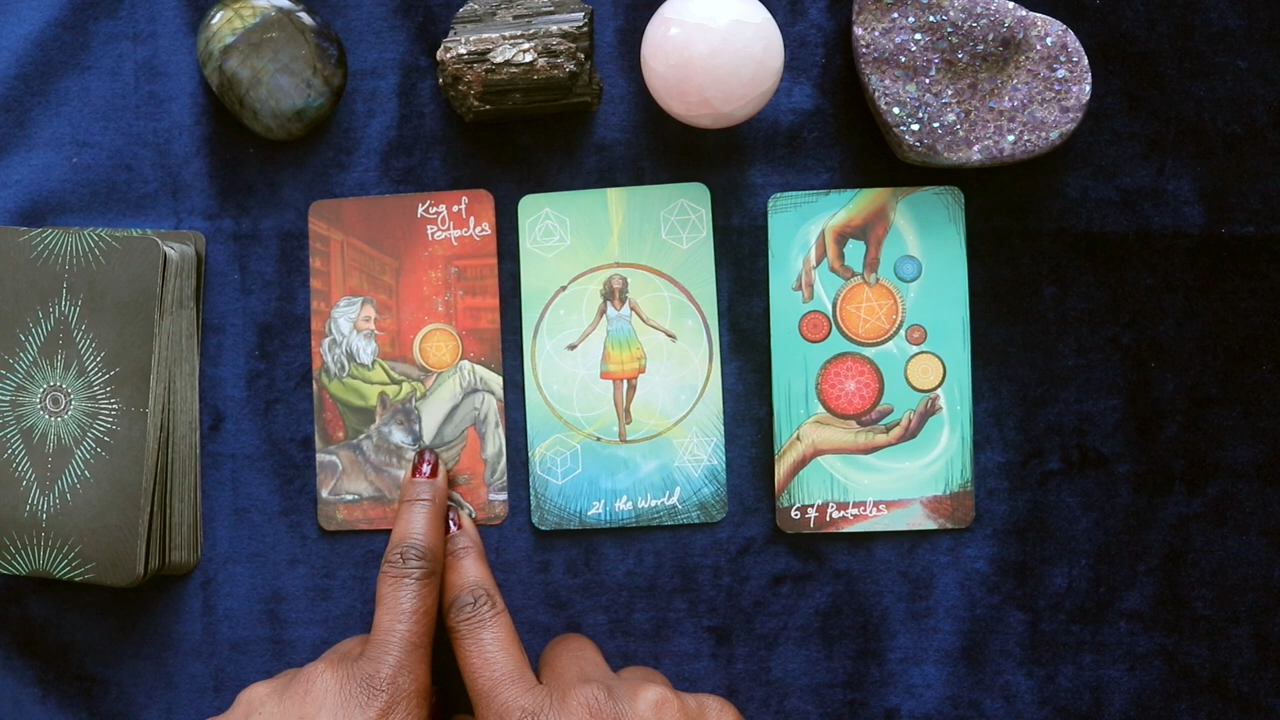 King of
Pentacles
21. the World
6 of Pentacles